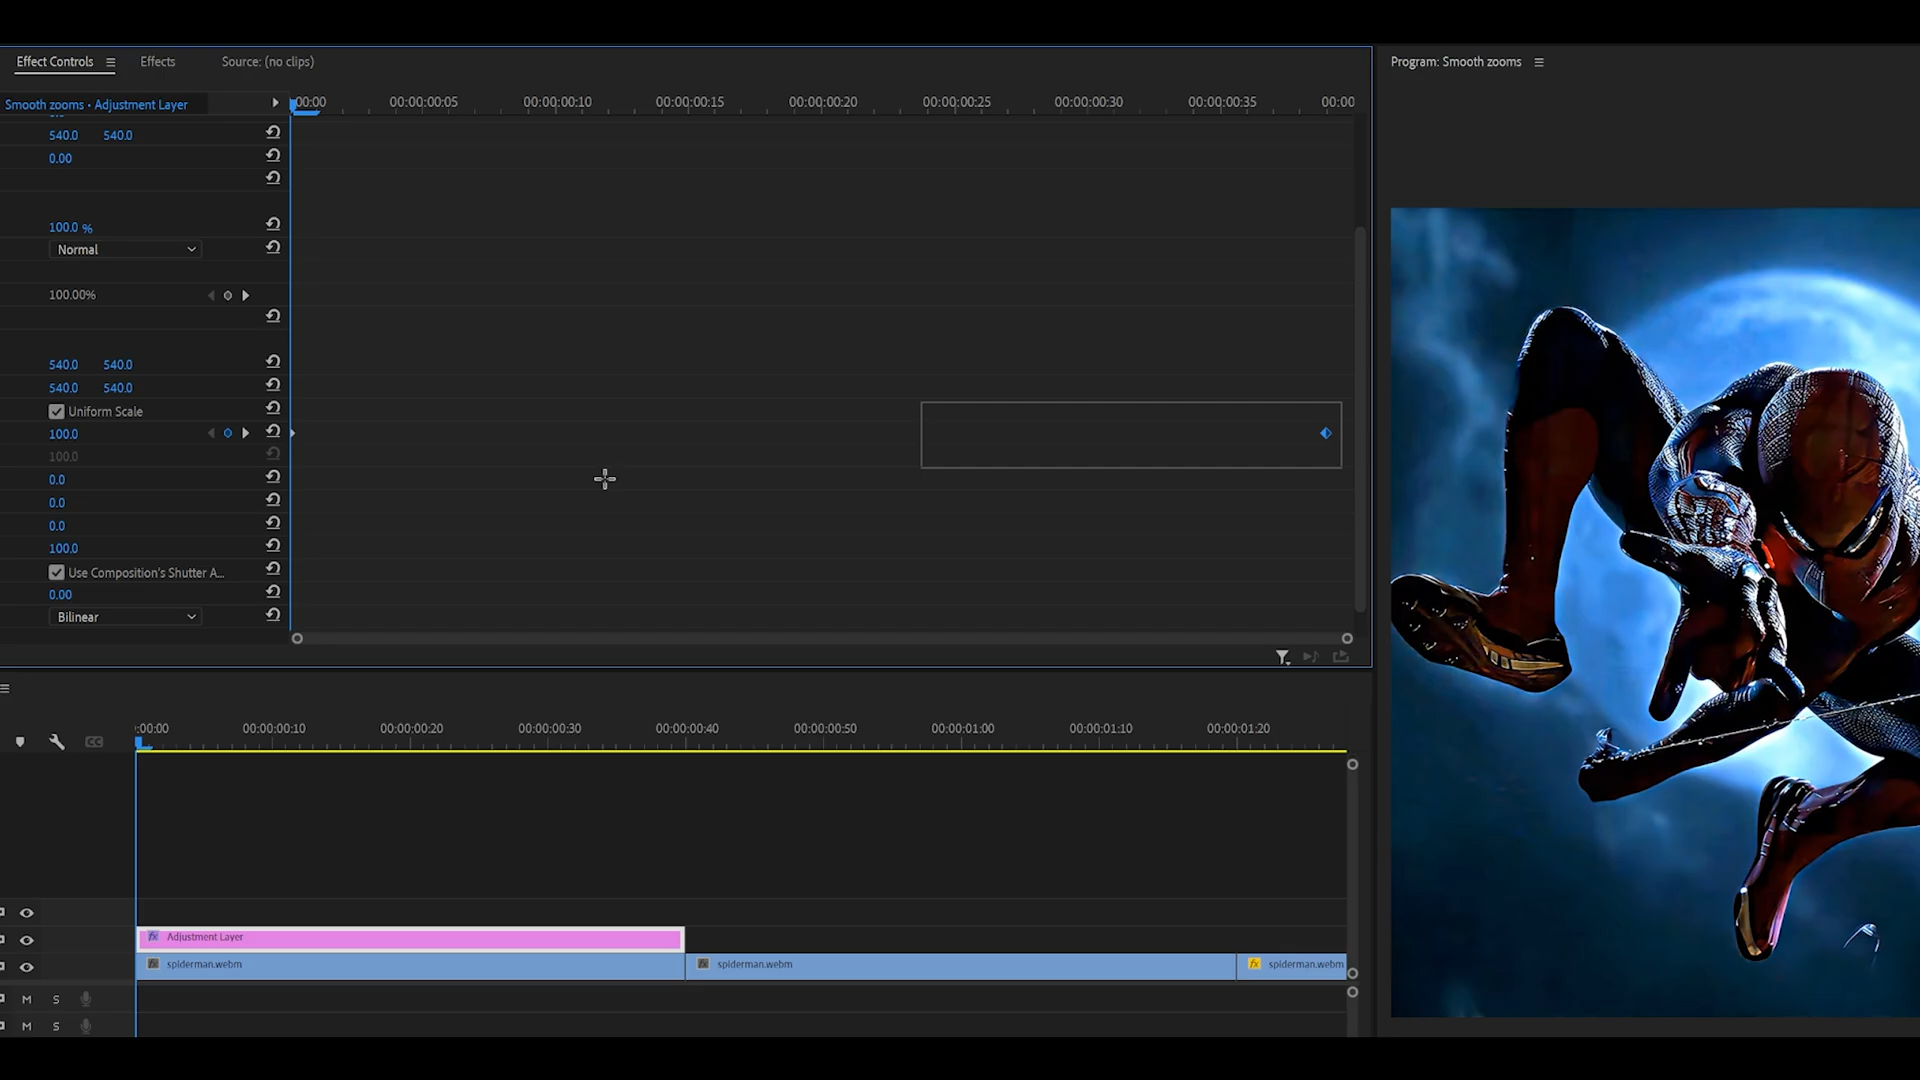 Effect Controls Effects Source: (no clips) Program: Smooth zooms
Smooth zooms • Adjustment Layer
00:00 00:00:00:05 00:00:00:10 00:00:00:15 00:00:00:20 00:00:00:25 00:00:00:30 00:00:00:35 00:00
540.0 540.0
0.00
100.0 %
Normal
100.00%
540.0 540.0
540.0 540.0
Uniform Scale
100.0
100.0
0.0
0.0
0.0
100.0
Use Composition's Shutter A...
0.00
Bilinear
:00:00 00:00:00:10 00:00:00:20 00:00:00:30 00:00:00:40 00:00:00:50 00:00:01:00 00:00:01:10 00:00:01:20
CC
fx Adjustment Layer
fx spiderman.webm fx spiderman.webm fx spiderman.webm
M S
M S